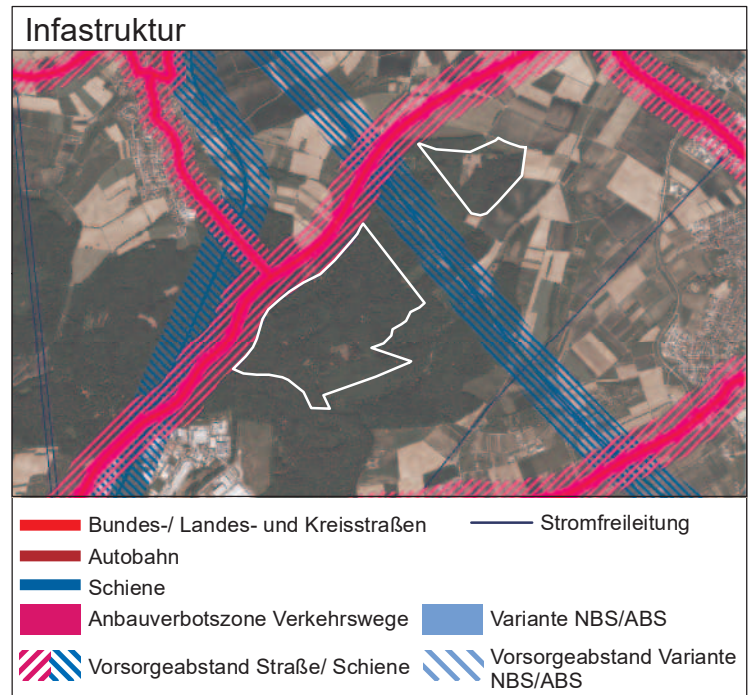 Infastruktur
Bundes-/ Landes- und Kreisstraßen
Stromfreileitung
Autobahn
Schiene
Anbauverbotszone Verkehrswege
Variante NBS/ABS
Vorsorgeabstand Straße/ Schiene
Vorsorgeabstand Variante
NBS/ABS